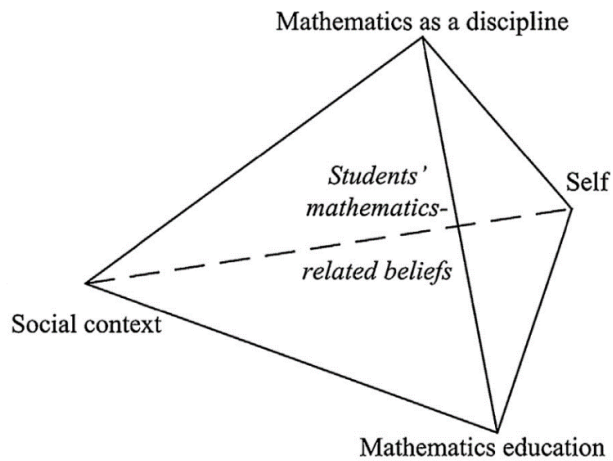 Mathematics as a discipline
Students'
mathematics-
Self
related beliefs
Social context
Mathematics education